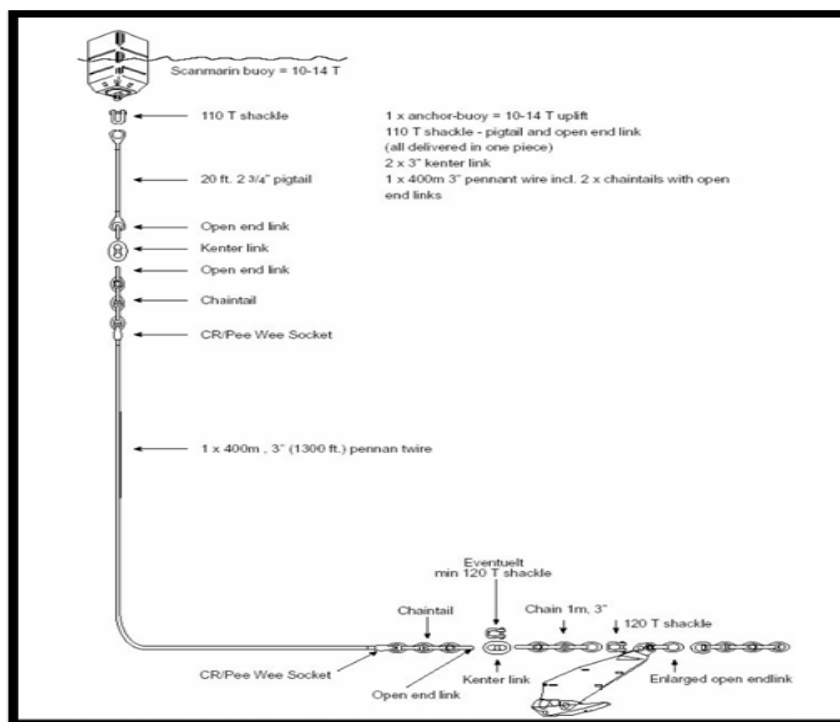 Scanmarin buoy = 10-14 T
110 T shackle
1 x anchor-buoy = 10-14 T uplift
110 T shackle - pigtail and open end link
(all delivered in one piece)
2 x 3" kenter link
1 x 400m 3" pennant wire incl. 2 x chaintails with open
end links
20 ft. 2 3/4" pigtail
Open end link
Kenter link
Open end link
Chaintail
CR/Pee Wee Socket
1 x 400m , 3" (1300 ft.) pennan twire
Eventuelt
min 120 T shackle
Chaintail
Chain 1m, 3"
120 T shackle
CR/Pee Wee Socket
Open end link
Kenter link
Enlarged open endlink